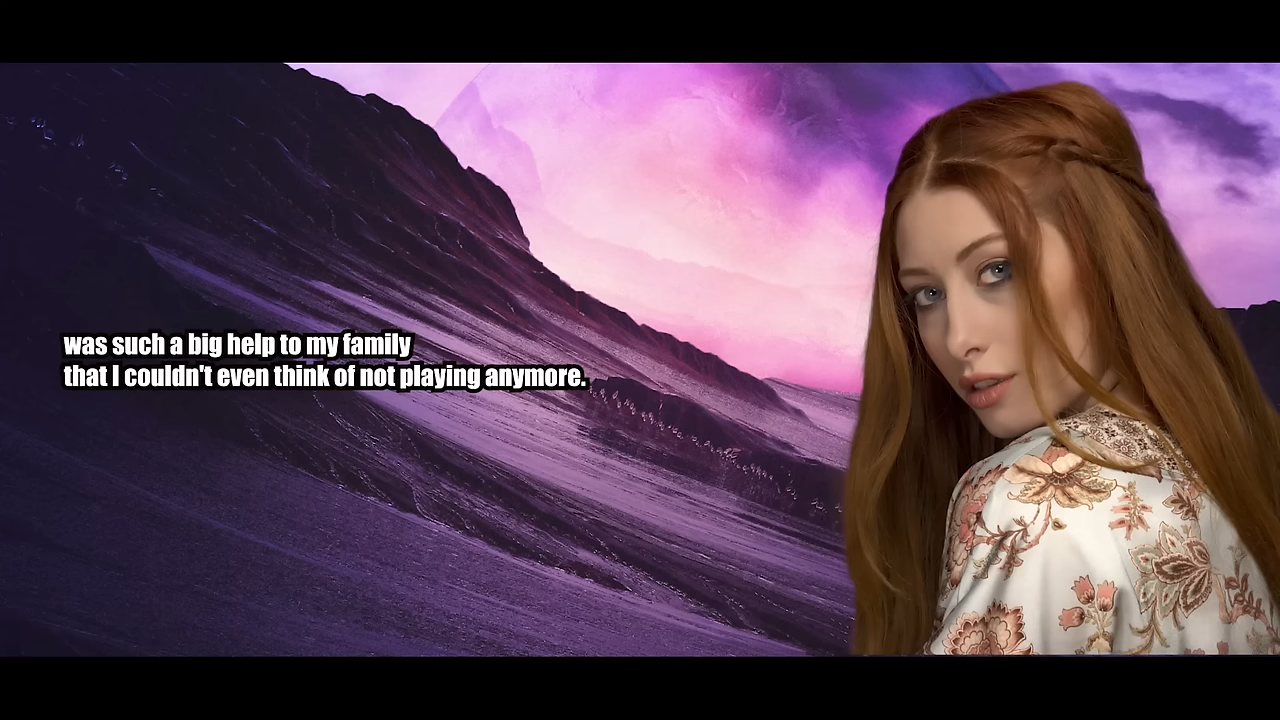 was such a big help to my family
that I couldn't even think of not playing anymore.